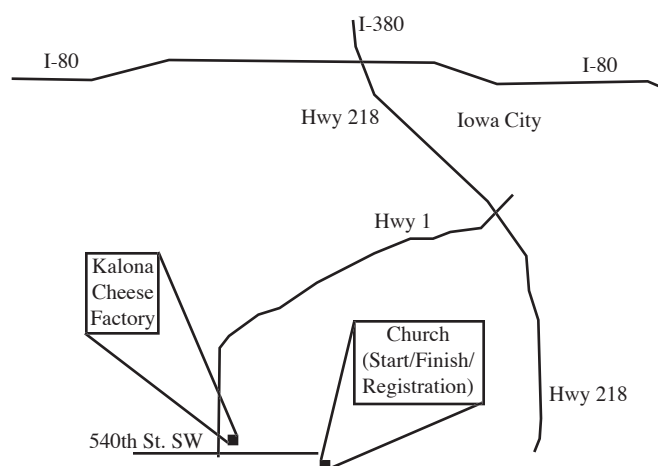 I-380
I-80
I-80
Hwy 218
Iowa City
Hwy 1
Kalona
Cheese
Factory
Church
(Start/Finish/
Registration)
Hwy 218
540th St. SW